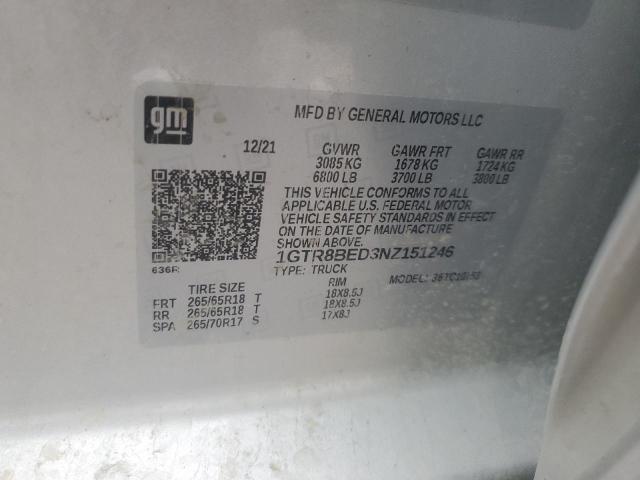 gm
MFD BY GENERAL MOTORS LLC
12/21 GVWR GAWR FRT GAWR RR
3085 KG 1678 KG 1724 KG
6800 LB 3700 LB 3800 LB
THIS VEHICLE CONFORMS TO ALL
APPLICABLE U.S. FEDERAL MOTOR
VEHICLE SAFETY STANDARDS IN EFFECT
ON THE DATE OF MANUFACTURE
SHOWN ABOVE.
1GTR8BED3NZ151246
TYPE: TRUCK MODEL:
TIRE SIZE RIM
FRT 265/65R18 T 18X8.5J
RR 265/65R18 T 18X8.5J
SPA 265/70R17 S 17X8J